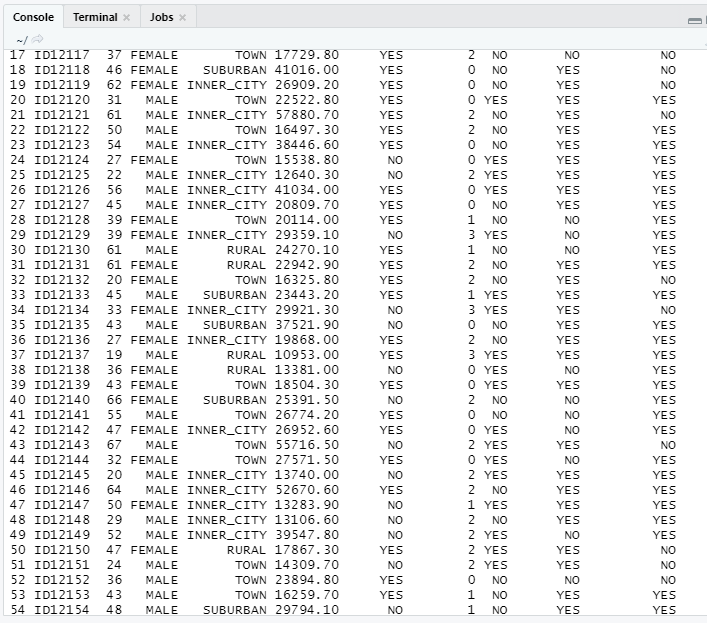 Console Terminal × Jobs ×
~/
17 ID12117 37 FEMALE TOWN 17729.80 YES 2 NO NO NO
18 ID12118 46 FEMALE SUBURBAN 41016.00 YES 0 NO YES NO
19 ID12119 62 FEMALE INNER_CITY 26909.20 YES 0 NO YES NO
20 ID12120 31 MALE TOWN 22522.80 YES 0 YES YES YES
21 ID12121 61 MALE INNER_CITY 57880.70 YES 2 NO YES NO
22 ID12122 50 MALE TOWN 16497.30 YES 2 NO YES YES
23 ID12123 54 MALE INNER_CITY 38446.60 YES 0 NO YES YES
24 ID12124 27 FEMALE TOWN 15538.80 NO 0 YES YES YES
25 ID12125 22 MALE INNER_CITY 12640.30 NO 2 YES YES YES
26 ID12126 56 MALE INNER_CITY 41034.00 YES 0 YES YES YES
27 ID12127 45 MALE INNER_CITY 20809.70 YES 0 NO YES YES
28 ID12128 39 FEMALE TOWN 20114.00 YES 1 NO NO YES
29 ID12129 39 FEMALE INNER_CITY 29359.10 NO 3 YES NO YES
30 ID12130 61 MALE RURAL 24270.10 YES 1 NO NO YES
31 ID12131 61 FEMALE RURAL 22942.90 YES 2 NO YES YES
32 ID12132 20 FEMALE TOWN 16325.80 YES 2 NO YES NO
33 ID12133 45 MALE SUBURBAN 23443.20 YES 1 YES YES YES
34 ID12134 33 FEMALE INNER_CITY 29921.30 NO 3 YES YES NO
35 ID12135 43 MALE SUBURBAN 37521.90 NO 0 NO YES YES
36 ID12136 27 FEMALE INNER_CITY 19868.00 YES 2 NO YES YES
37 ID12137 19 MALE RURAL 10953.00 YES 3 YES YES YES
38 ID12138 36 FEMALE RURAL 13381.00 NO 0 YES NO YES
39 ID12139 43 FEMALE TOWN 18504.30 YES 0 YES YES YES
40 ID12140 66 FEMALE SUBURBAN 25391.50 NO 2 NO NO YES
41 ID12141 55 MALE TOWN 26774.20 YES 0 NO NO YES
42 ID12142 47 FEMALE INNER_CITY 26952.60 YES 0 YES NO YES
43 ID12143 67 MALE TOWN 55716.50 NO 2 YES YES NO
44 ID12144 32 FEMALE TOWN 27571.50 YES 0 YES NO YES
45 ID12145 20 MALE INNER_CITY 13740.00 NO 2 YES YES YES
46 ID12146 64 MALE INNER_CITY 52670.60 YES 2 NO YES YES
47 ID12147 50 FEMALE INNER_CITY 13283.90 NO 1 YES YES YES
48 ID12148 29 MALE INNER_CITY 13106.60 NO 2 NO YES YES
49 ID12149 52 MALE INNER_CITY 39547.80 NO 2 YES NO YES
50 ID12150 47 FEMALE RURAL 17867.30 YES 2 YES YES NO
51 ID12151 24 MALE TOWN 14309.70 NO 2 YES YES NO
52 ID12152 36 MALE TOWN 23894.80 YES 0 NO NO NO
53 ID12153 43 MALE TOWN 16259.70 YES 1 NO YES YES
54 ID12154 48 MALE SUBURBAN 29794.10 NO 1 NO YES YES